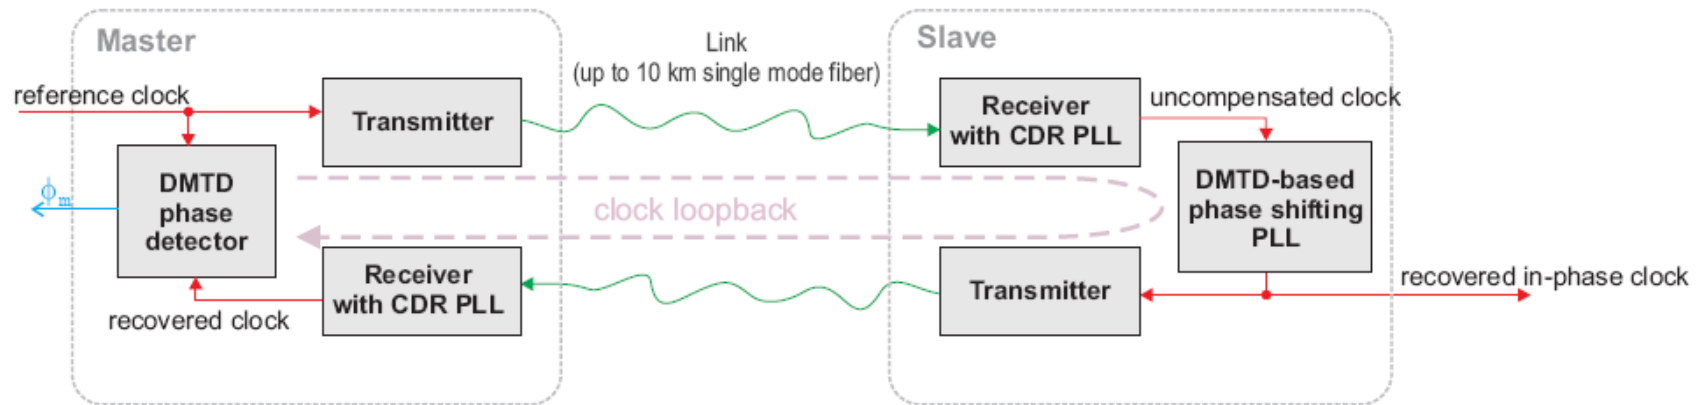 Master
reference clock
Transmitter
DMTD
phase
detector
ϕm
Receiver
with CDR PLL
recovered clock
Link
(up to 10 km single mode fiber)
clock loopback
Slave
Receiver
with CDR PLL
uncompensated clock
DMTD-based
phase shifting
PLL
Transmitter
recovered in-phase clock